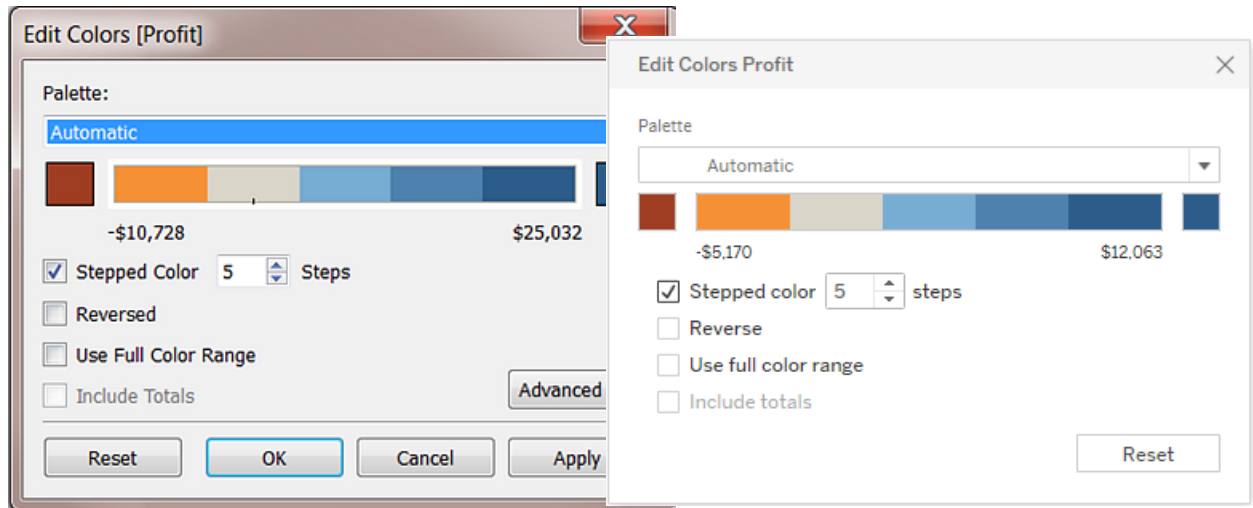 Edit Colors [Profit]
Palette:
Automatic
-$10,728 $25,032
Stepped Color 5 Steps
Reversed
Use Full Color Range
Include Totals
Advanced
Reset OK Cancel Apply
Edit Colors Profit
Palette
Automatic
-$5,170 $12,063
Stepped color 5 steps
Reverse
Use full color range
Include totals
Reset